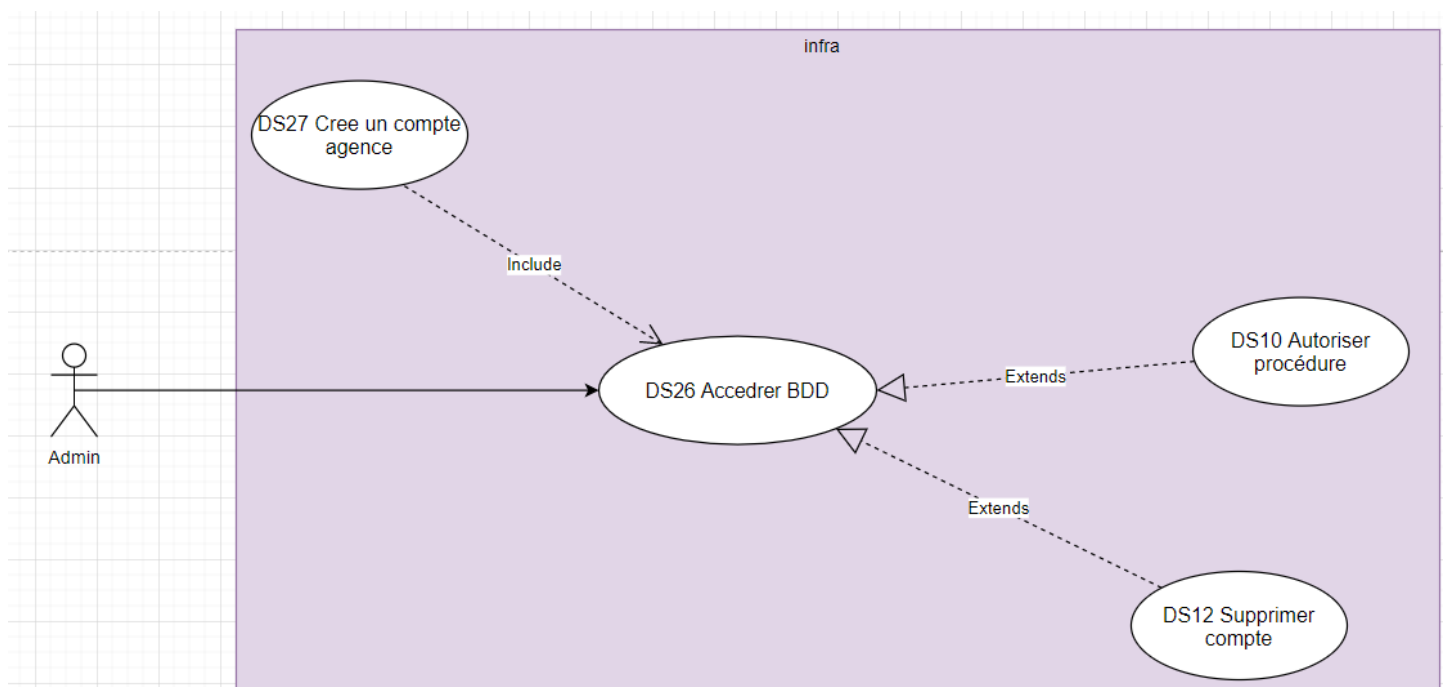 infra
DS27 Cree un compte
agence
Include
DS10 Autoriser
procédure
Extends
DS26 Accedrer BDD
Admin
Extends
DS12 Supprimer
compte